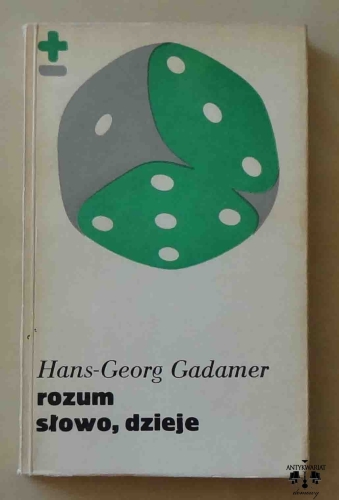 Hans-Georg Gadamer
rozum
słowo, dzieje
ANTYKWARIAT